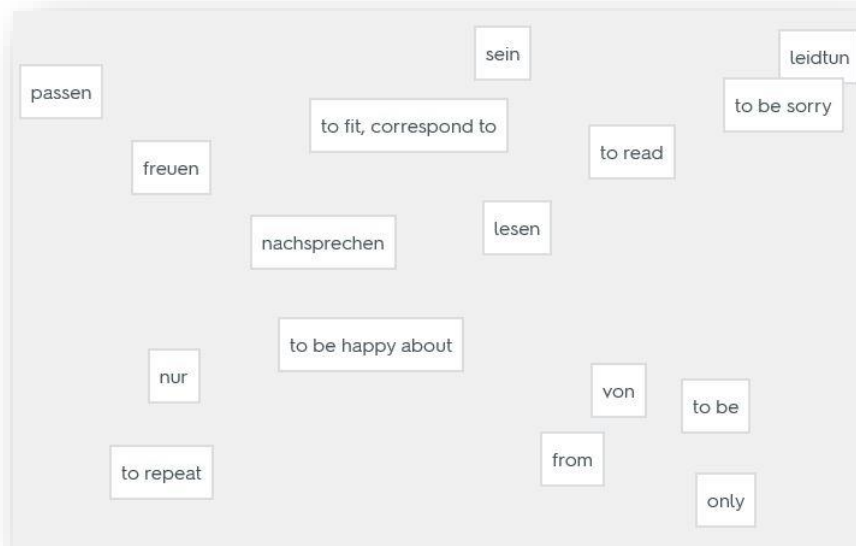 sein
leidtun
passen
to be sorry
to fit, correspond to
to read
freuen
lesen
nachsprechen
to be happy about
nur
von
to be
from
to repeat
only